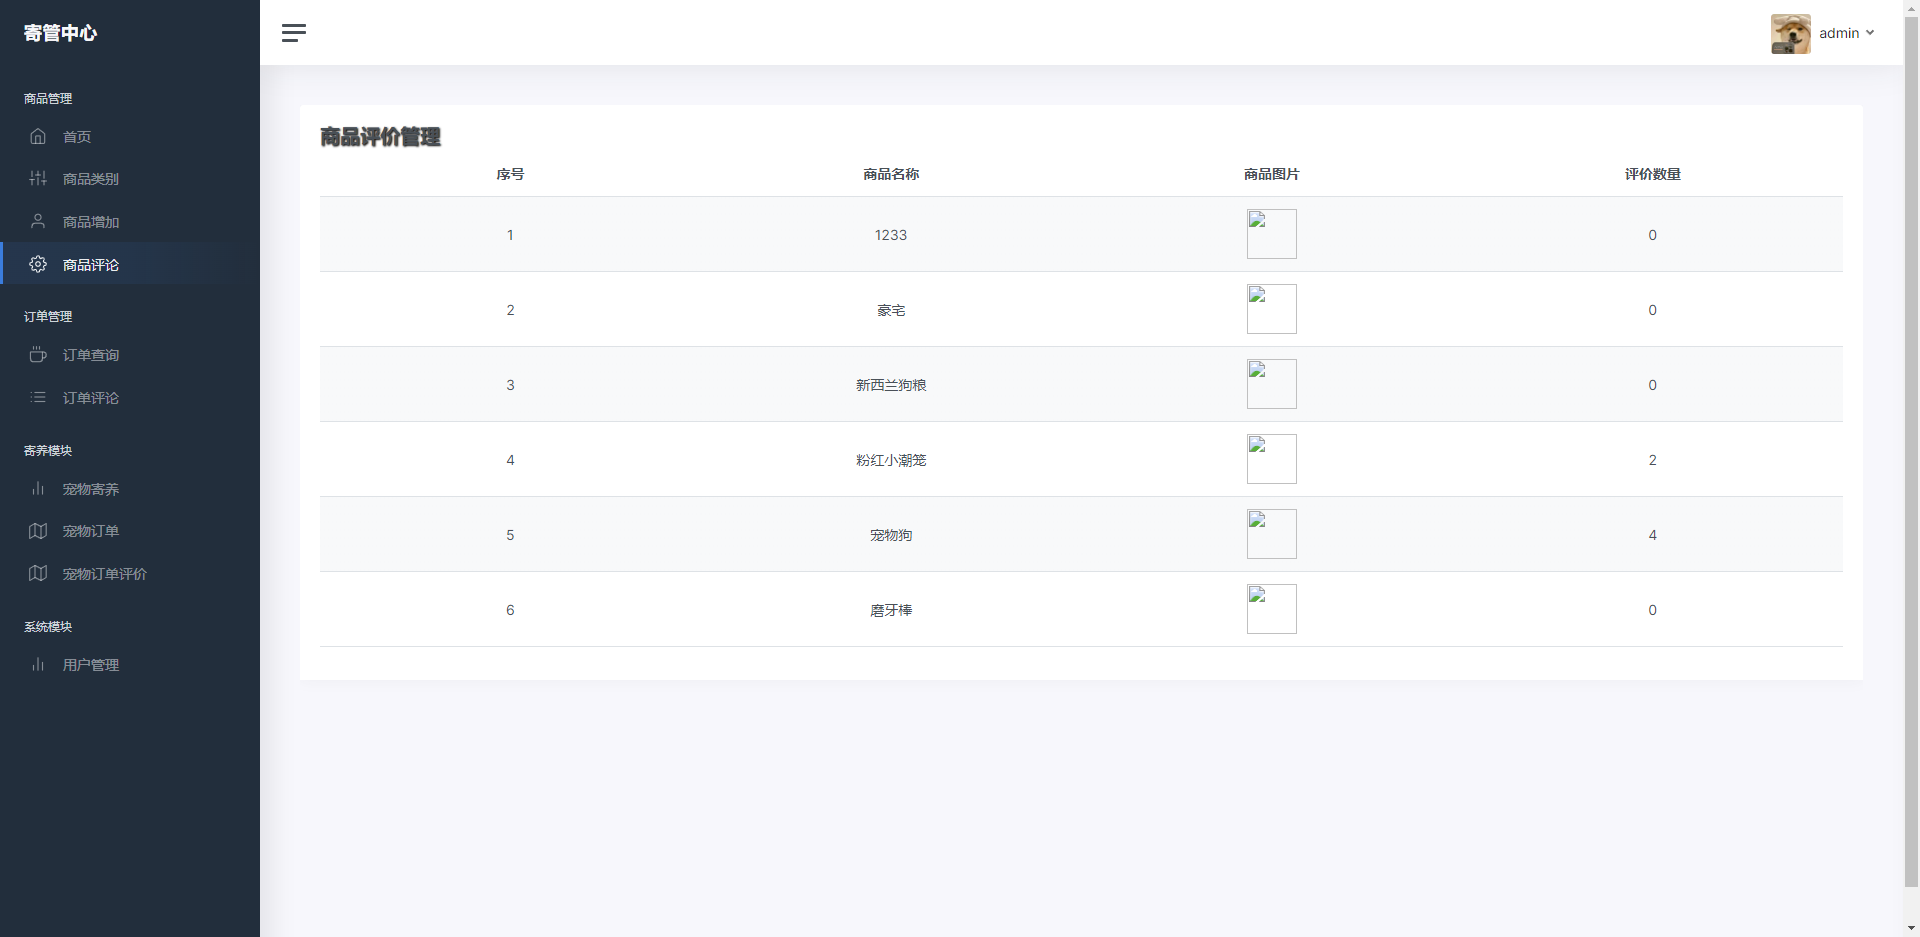 寄管中心
admin
商品管理
首页
商品类别
商品增加
商品评论
订单管理
订单查询
订单评论
寄养模块
宠物寄养
宠物订单
宠物订单评价
系统模块
用户管理
商品评价管理
序号 商品名称 商品图片 评价数量
1 1233 0
2 豪宅 0
3 新西兰狗粮 0
4 粉红小潮笼 2
5 宠物狗 4
6 磨牙棒 0